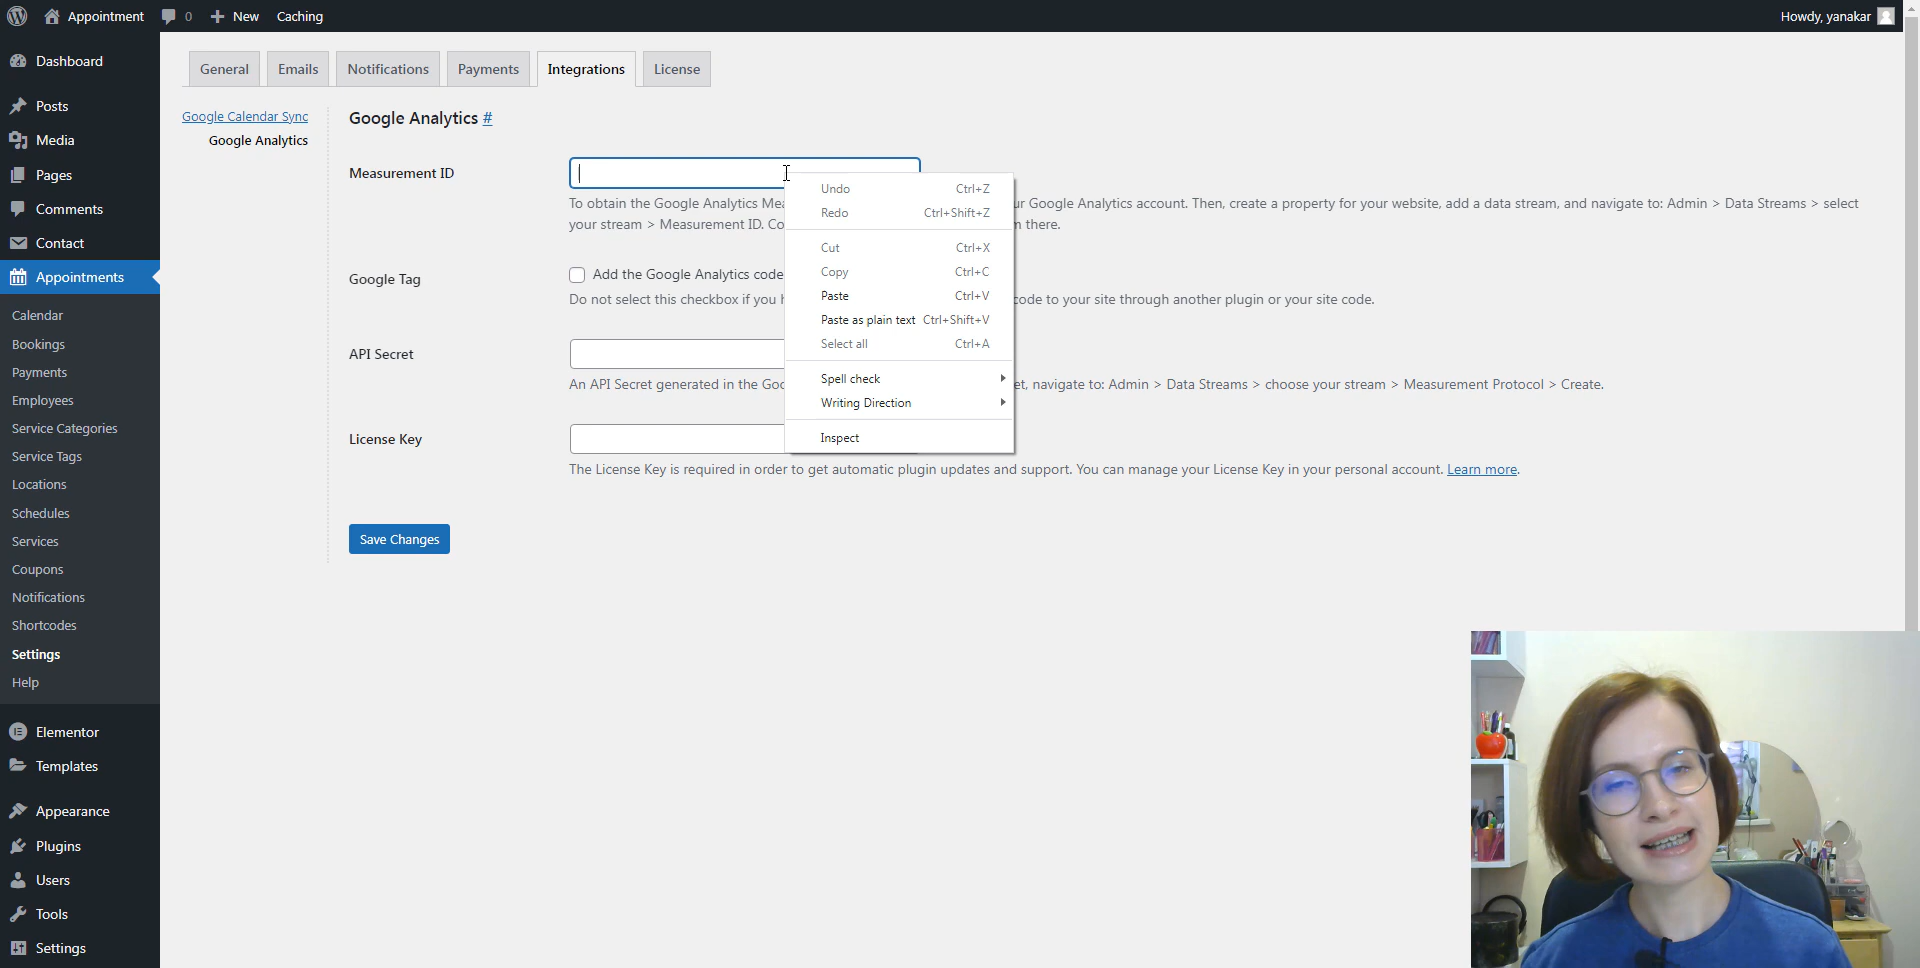 Appointment 0 New Caching Howdy, yanakar
Dashboard
Posts
Media
Pages
Comments
Contact
Appointments
Calendar
Bookings
Payments
Employees
Service Categories
Service Tags
Locations
Schedules
Services
Coupons
Notifications
Shortcodes
Settings
Help
Elementor
Templates
Appearance
Plugins
Users
Tools
Settings
General Emails Notifications Payments Integrations License
Google Calendar Sync
Google Analytics
Google Analytics #
Measurement ID
To obtain the Google Analytics Mea
r Google Analytics account. Then, create a property for your website, add a data stream, and navigate to: Admin > Data Streams > select
your stream > Measurement ID. Co
there.
Google Tag
Add the Google Analytics code
Do not select this checkbox if you
code to your site through another plugin or your site code.
API Secret
An API Secret generated in the Goo
et, navigate to: Admin > Data Streams > choose your stream > Measurement Protocol > Create.
License Key
The License Key is required in order to get automatic plugin updates and support. You can manage your License Key in your personal account. Learn more.
Save Changes
Undo Ctrl+Z
Redo Ctrl+Shift+Z
Cut Ctrl+X
Copy Ctrl+C
Paste Ctrl+V
Paste as plain text Ctrl+Shift+V
Select all Ctrl+A
Spell check
Writing Direction
Inspect